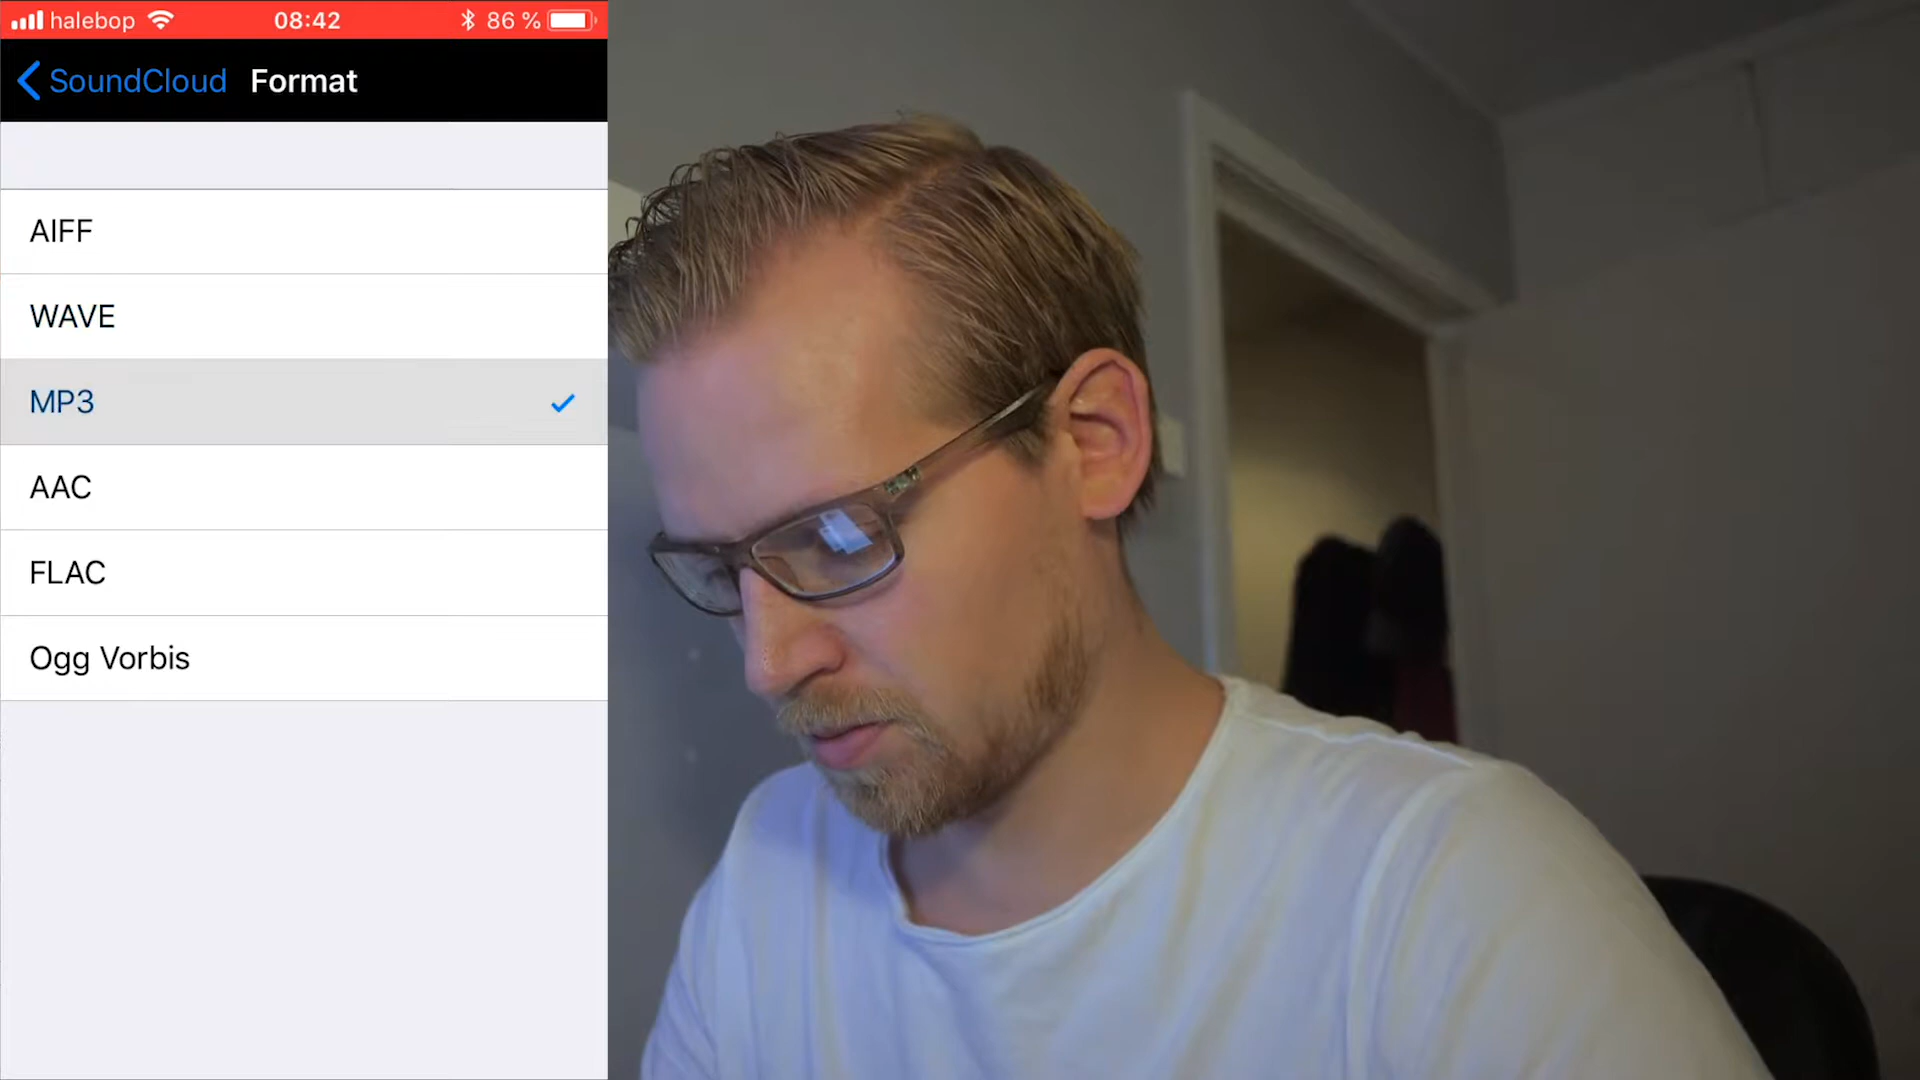 halebop 08:42 86 %
SoundCloud Format
AIFF
WAVE
MP3
AAC
FLAC
Ogg Vorbis